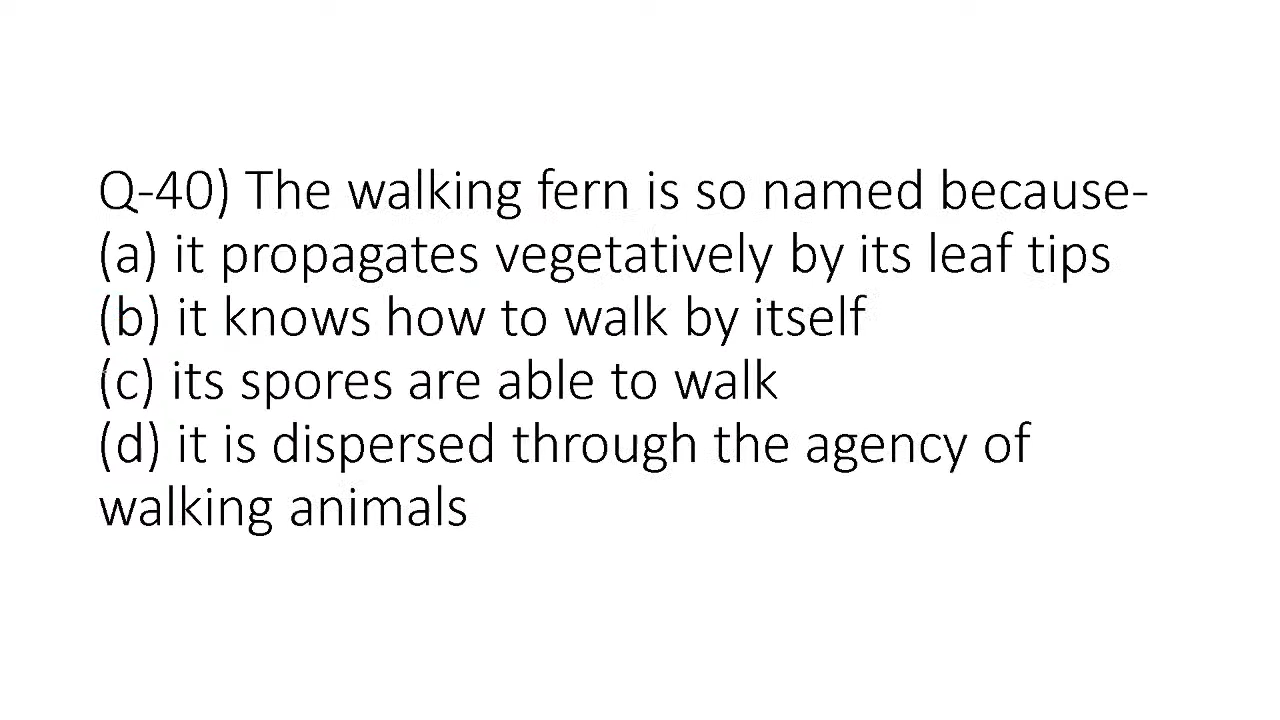 Q-40) The walking fern is so named because-
(a) it propagates vegetatively by its leaf tips
(b) it knows how to walk by itself
(c) its spores are able to walk
(d) it is dispersed through the agency of
walking animals